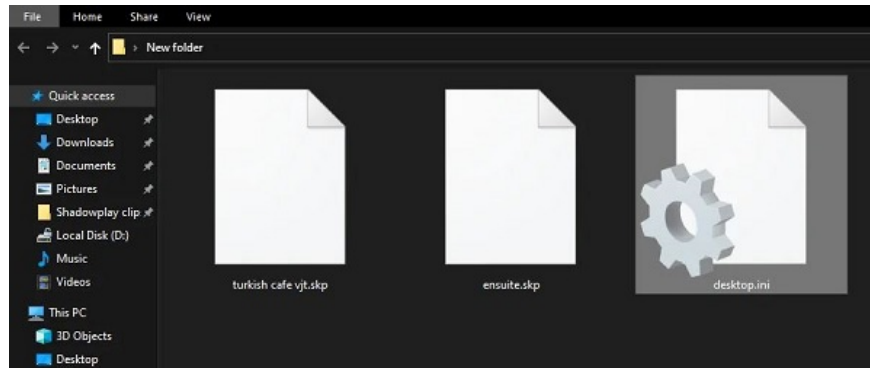 File Home Share View
New folder
Quick access
Desktop
Downloads
Documents
Pictures
Shadowplay clip
Local Disk (D:)
Music
Videos
This PC
3D Objects
Desktop
turkish cafe vjt.skp
ensuite.skp
desktop.ini